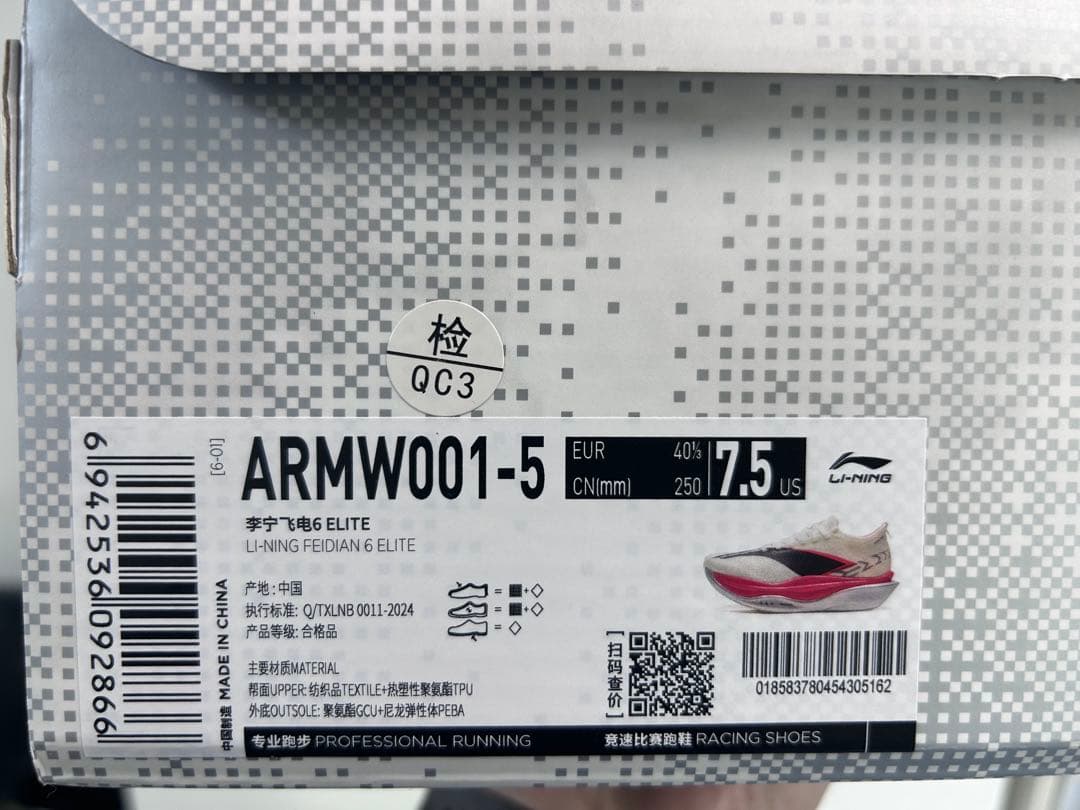 检
QC3
6942536092866
[6-01]
中国制造 MADE IN CHINA
ARMW001-5
EUR 40⅓
CN(mm) 250
7.5 US
LI-NING
李宁飞电6 ELITE
LI-NING FEIDIAN 6 ELITE
产地: 中国
执行标准: Q/TXLNB 0011-2024
产品等级: 合格品
主要材质MATERIAL
帮面UPPER: 纺织品TEXTILE+热塑性聚氨酯TPU
外底OUTSOLE: 聚氨酯GCU+尼龙弹性体PEBA
[扫码查价]
018583780454305162
专业跑步 PROFESSIONAL RUNNING
竞速比赛跑鞋 RACING SHOES